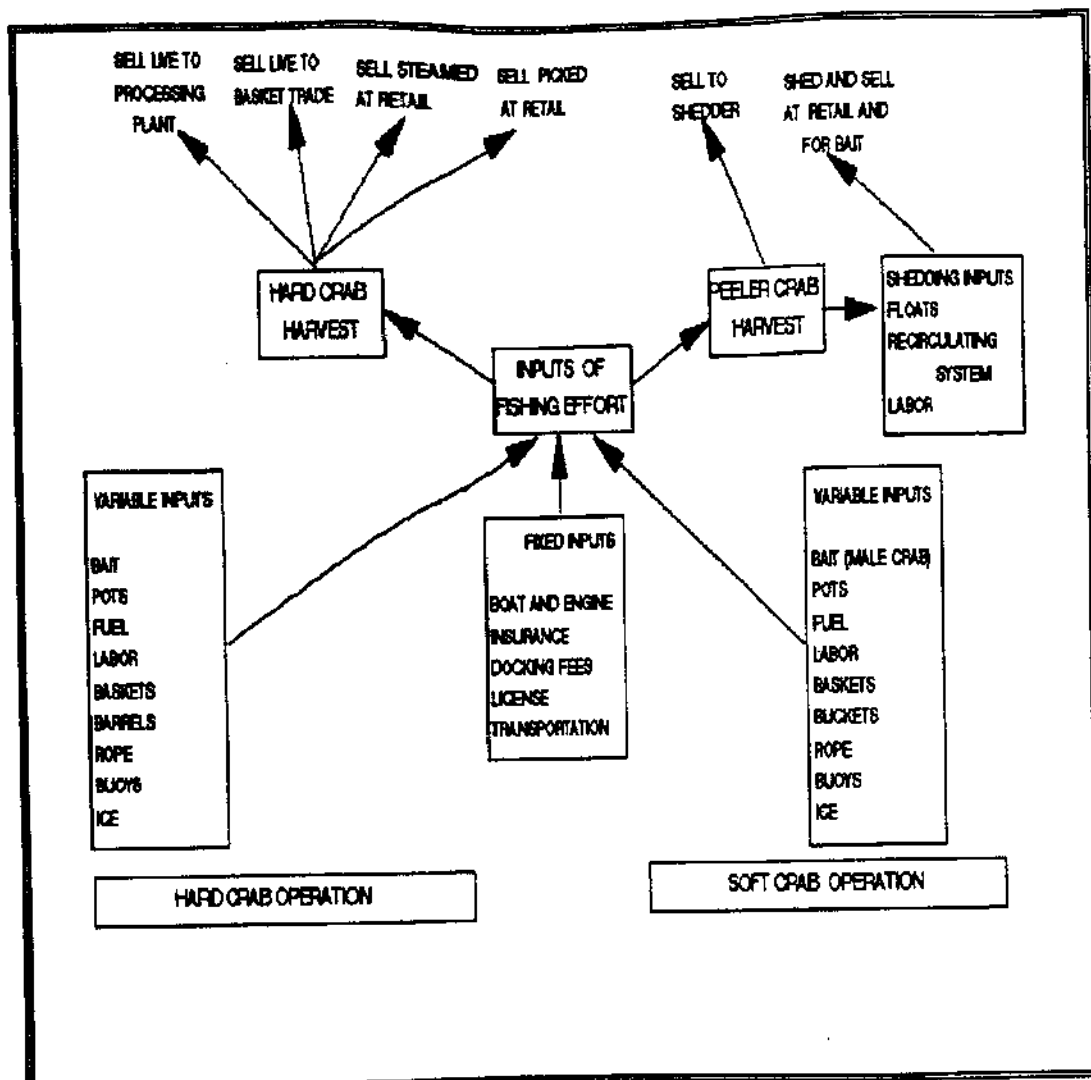 SELL LIVE TO
PROCESSING
PLANT
SELL LIVE TO
BASKET TRADE
SELL STEAMED
AT RETAIL
SELL PICKED
AT RETAIL
SELL TO
SHEDDER
SHED AND SELL
AT RETAIL AND
FOR BAIT
HARD CRAB
HARVEST
PEELER CRAB
HARVEST
SHEDDING INPUTS
FLOATS
RECIRCULATING
SYSTEM
LABOR
INPUTS OF
FISHING EFFORT
VARIABLE INPUTS
BAIT
POTS
FUEL
LABOR
BASKETS
BARRELS
ROPE
BUOYS
ICE
FIXED INPUTS
BOAT AND ENGINE
INSURANCE
DOCKING FEES
LICENSE
TRANSPORTATION
VARIABLE INPUTS
BAIT (MALE CRAB)
POTS
FUEL
LABOR
BASKETS
BUCKETS
ROPE
BUOYS
ICE
HARD CRAB OPERATION
SOFT CRAB OPERATION